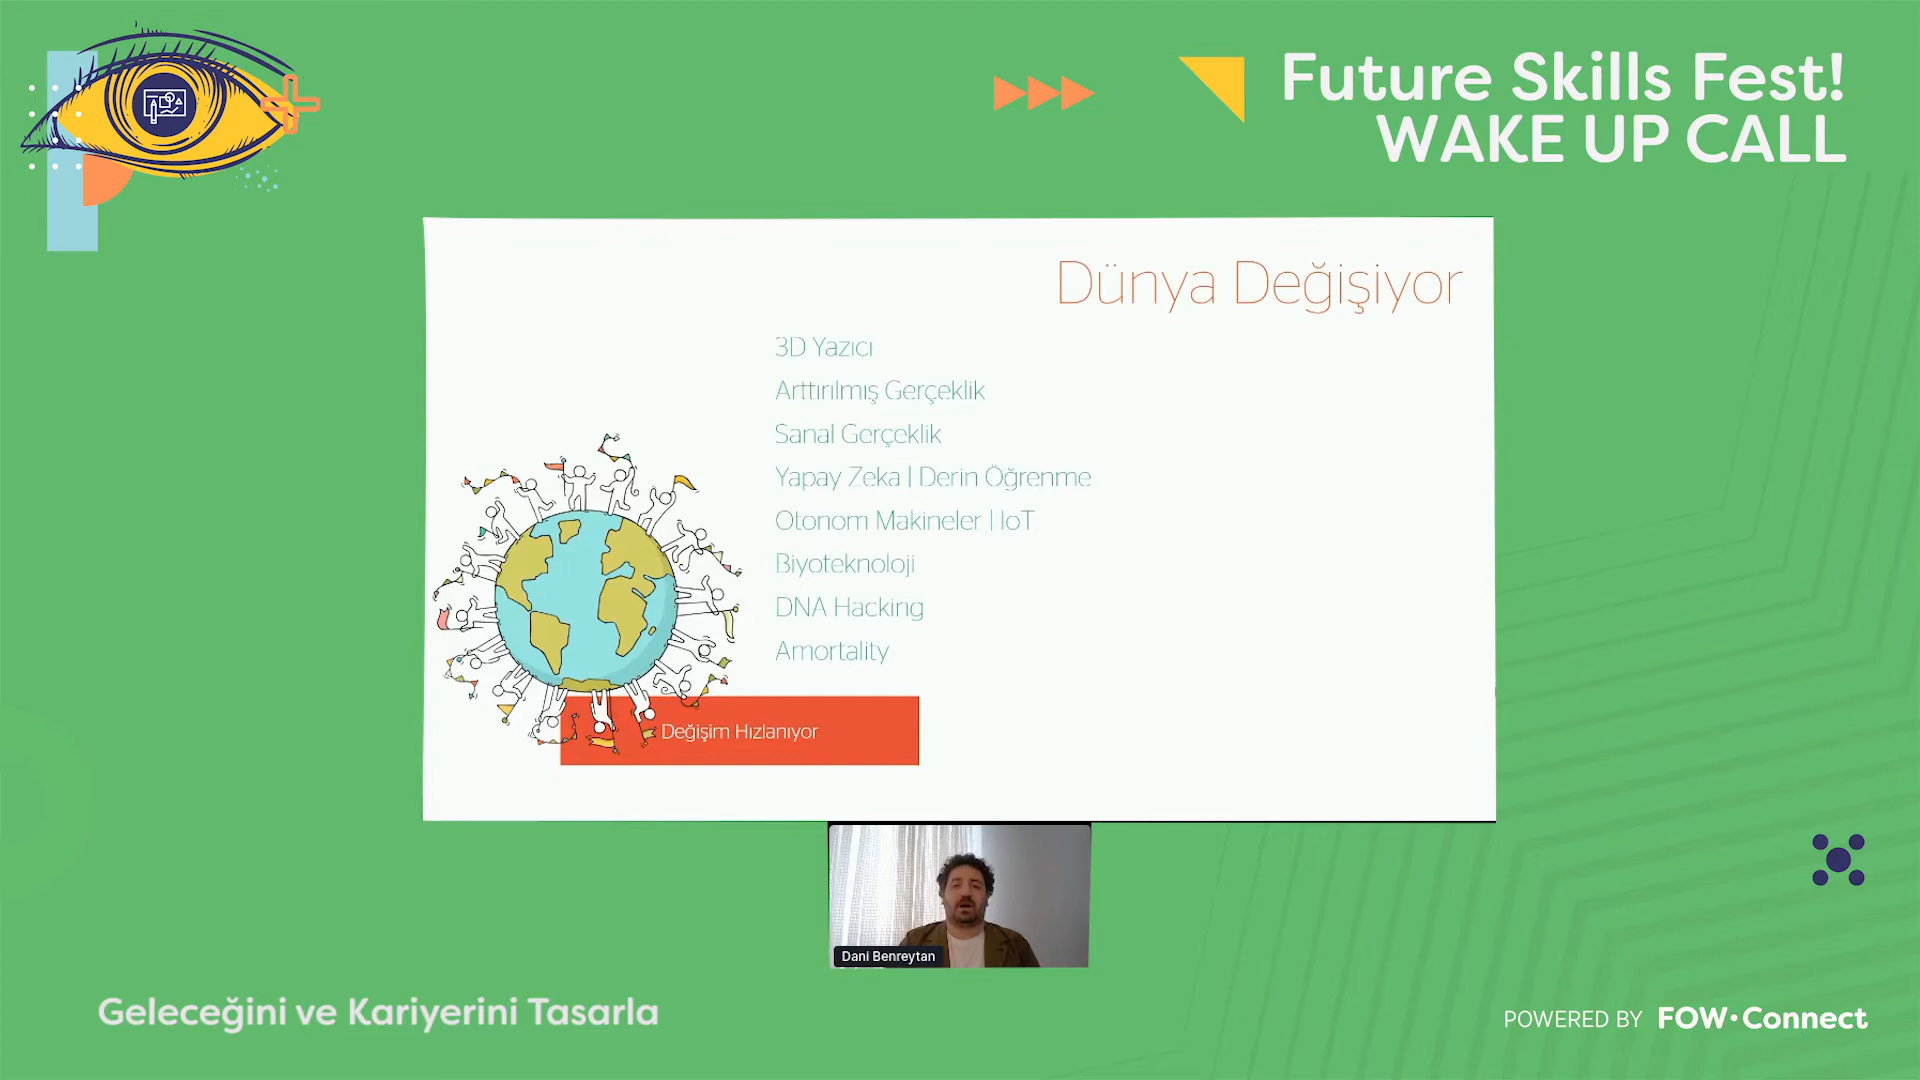 Future Skills Fest!
WAKE UP CALL
Dünya Değişiyor
3D Yazıcı
Arttırılmış Gerçeklik
Sanal Gerçeklik
Yapay Zeka | Derin Öğrenme
Otonom Makineler | IoT
Biyoteknoloji
DNA Hacking
Amortality
Değişim Hızlanıyor
Dani Benreytan
Geleceğini ve Kariyerini Tasarla
POWERED BY FOW·Connect